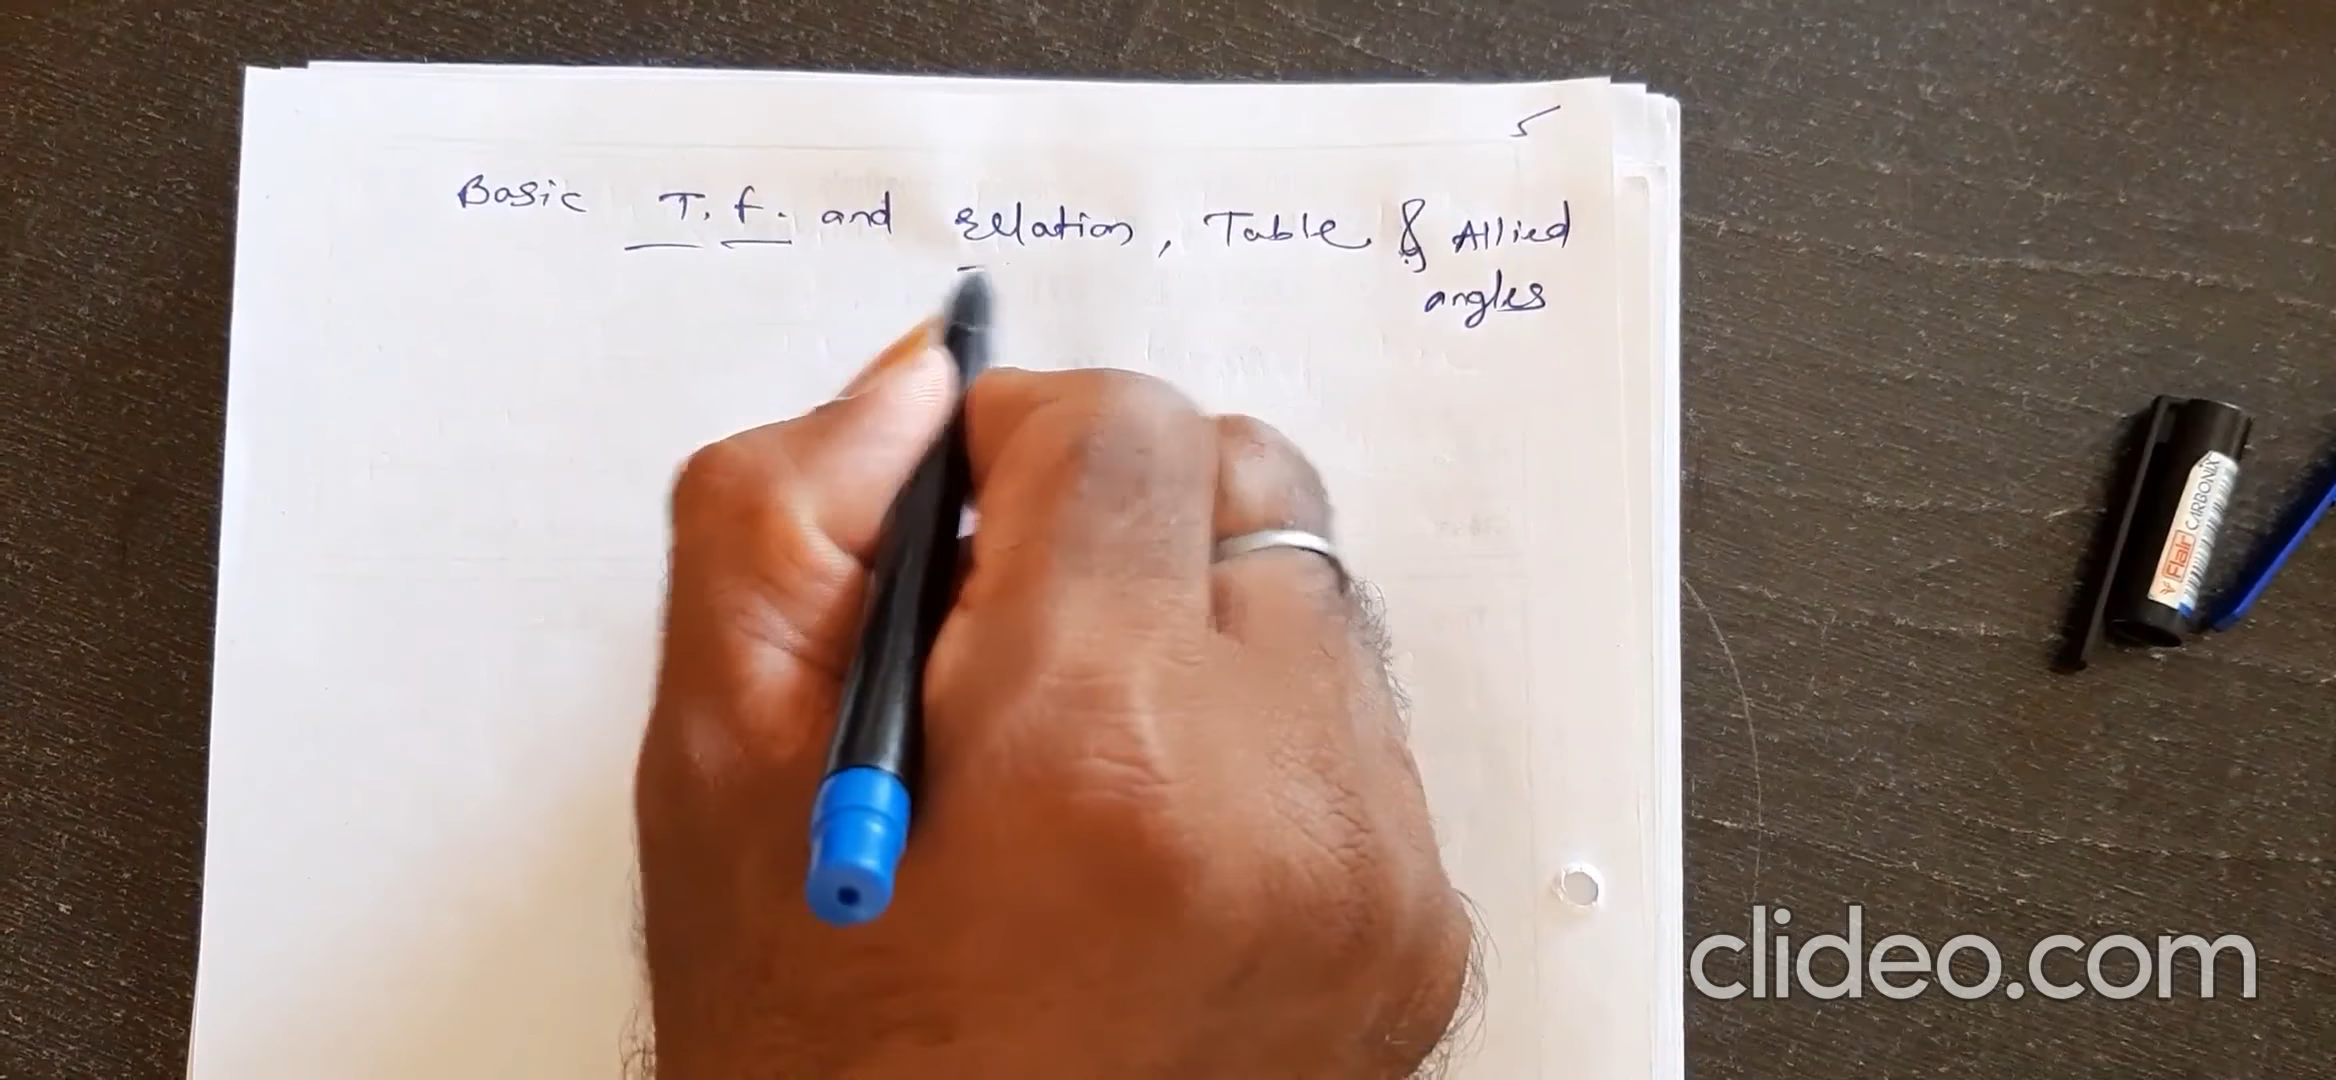 5
Basic T.f. and relation, Table & Allied
angles
Flair CARBONIX
clideo.com